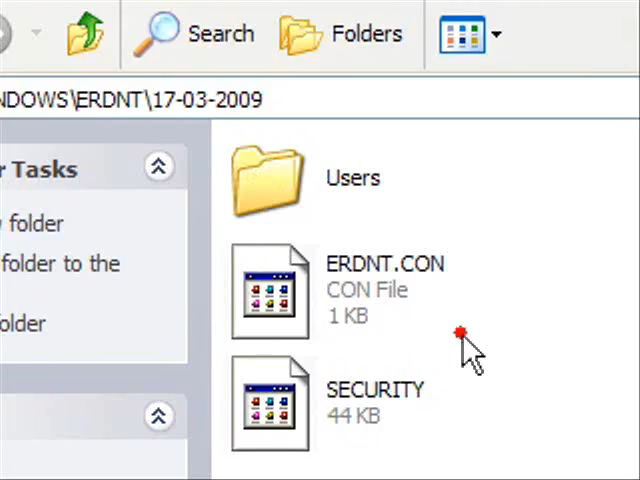 Search
Folders
NDOWS\ERDNT\17-03-2009
r Tasks
folder
folder to the
older
Users
ERDNT.CON
CON File
1 KB
SECURITY
44 KB